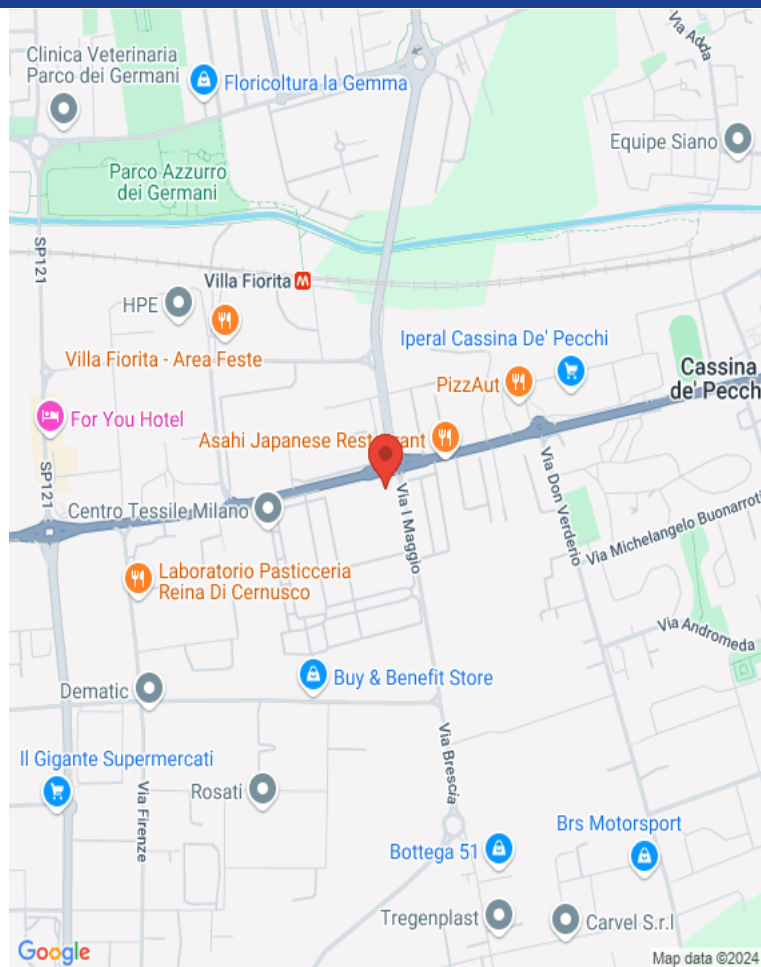 Via Adda
Clinica Veterinaria
Parco dei Germani
Floricoltura la Gemma
Equipe Siano
Parco Azzurro
dei Germani
SP121
Villa Fiorita
M
HPE
Villa Fiorita - Area Feste
Iperal Cassina De' Pecchi
PizzAut
Cassina
de' Pecch
For You Hotel
Asahi Japanese Restaurant
SP121
Centro Tessile Milano
Via I Maggio
Via Don Verderio
Via Michelangelo Buonarroti
Laboratorio Pasticceria
Reina Di Cernusco
Via Andromeda
Buy & Benefit Store
Dematic
Il Gigante Supermercati
Via Firenze
Rosati
Via Brescia
Brs Motorsport
Bottega 51
Tregenplast
Carvel S.r.l
Google
Map data ©2024